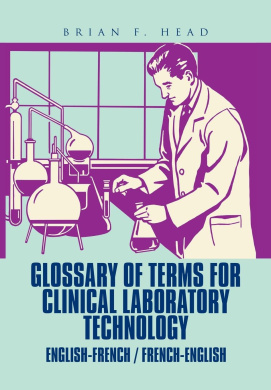 BRIAN F. HEAD
GLOSSARY OF TERMS FOR
CLINICAL LABORATORY
TECHNOLOGY
ENGLISH-FRENCH / FRENCH-ENGLISH